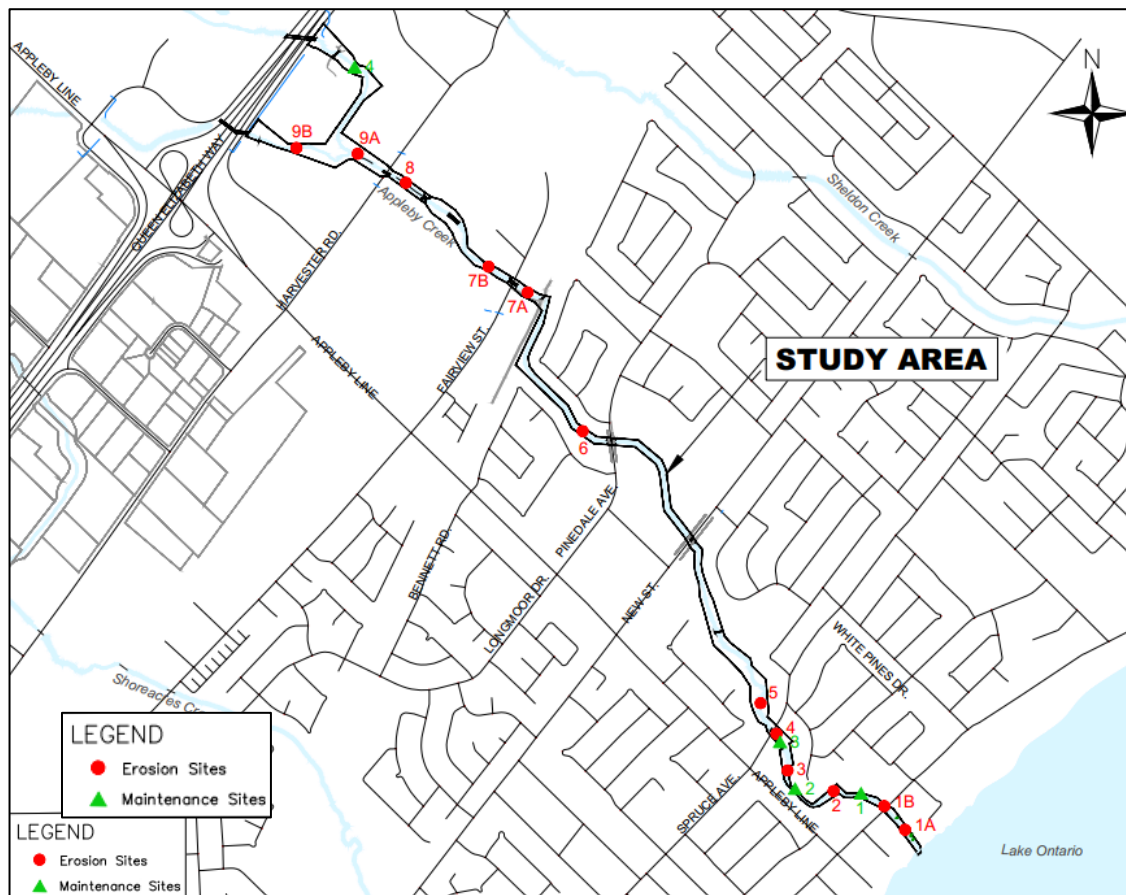 APPLEBY LINE
4
N
QUEEN ELIZABETH WAY
9B
9A
8
Appleby Creek
Sheldon Creek
HARVESTER RD.
7B
7A
APPLEBY LINE
FAIRVIEW ST.
STUDY AREA
6
BENNETT RD.
LONGMOOR DR.
PINEDALE AVE
NEW ST.
WHITE PINES DR.
Shoreacres Cre
5
4
3
3
2
2
1
1B
1A
SPRUCE AVE.
APPLEBY LINE
Lake Ontario
LEGEND
Erosion Sites
Maintenance Sites
LEGEND
Erosion Sites
Maintenance Sites